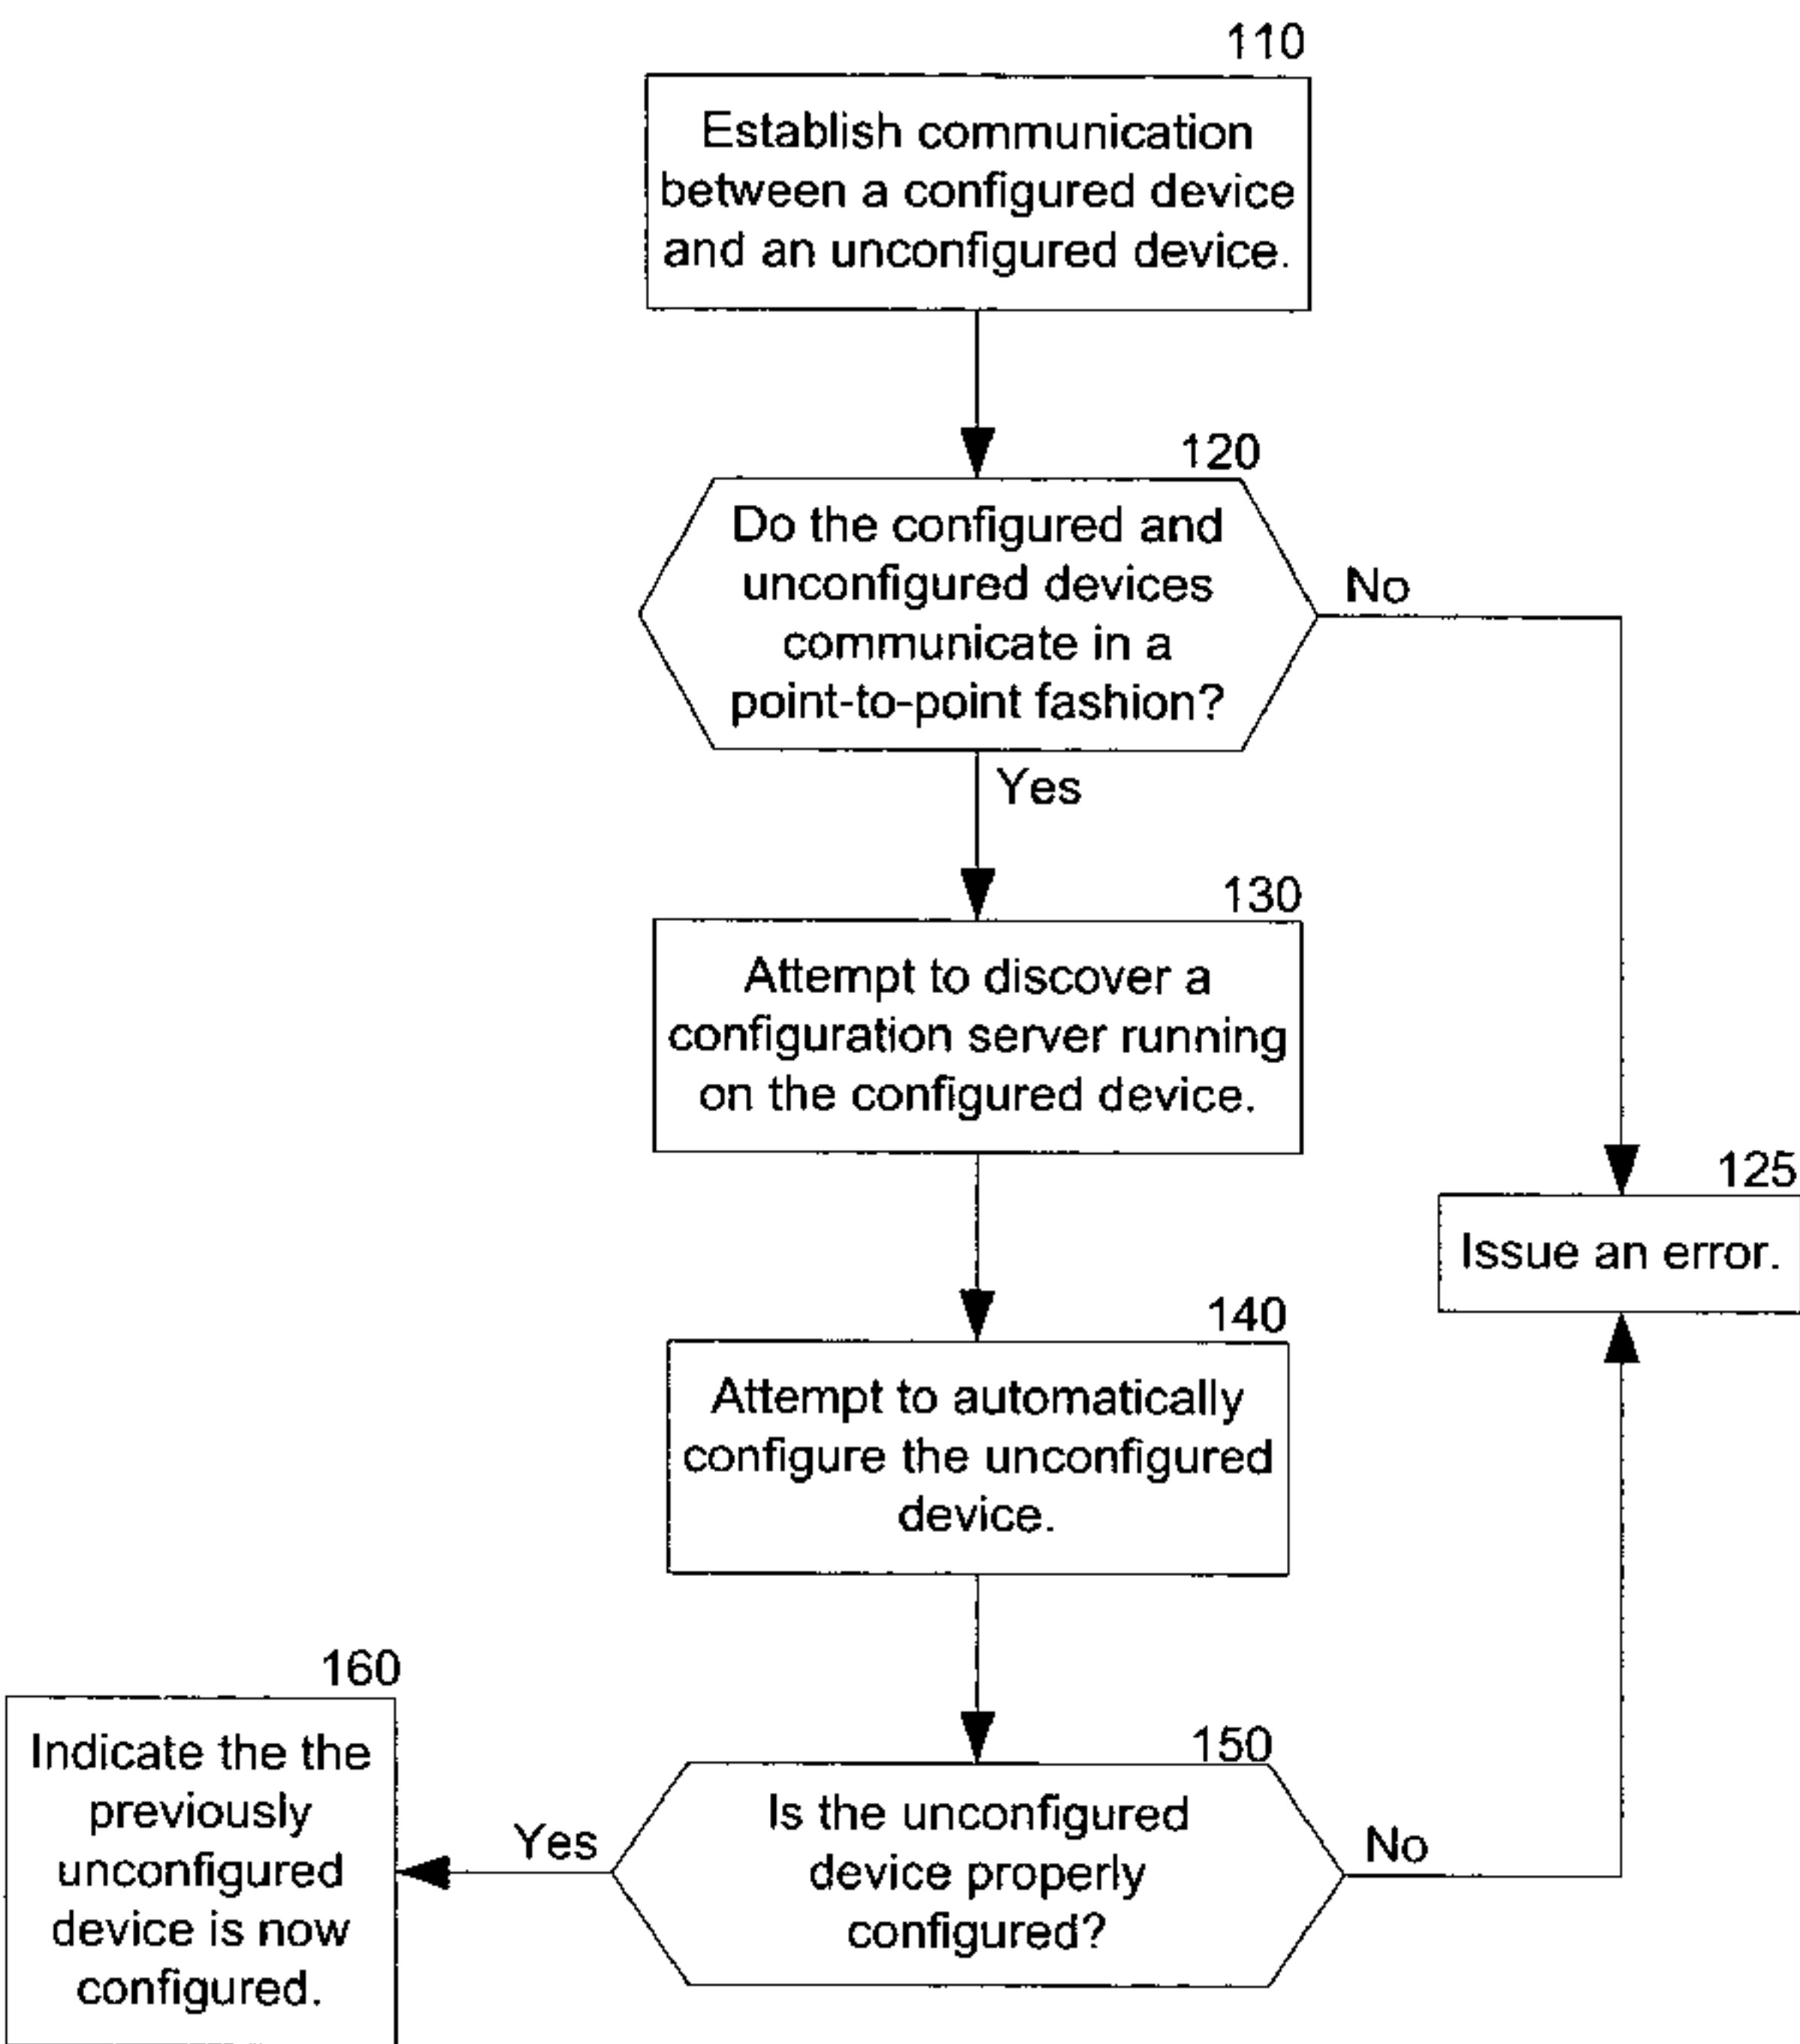 110
Establish communication
between a configured device
and an unconfigured device.
120
Do the configured and
unconfigured devices
communicate in a
point-to-point fashion?
No
Yes
130
Attempt to discover a
configuration server running
on the configured device.
125
Issue an error.
140
Attempt to automatically
configure the unconfigured
device.
160
Indicate the the
previously
unconfigured
device is now
configured.
Yes
150
Is the unconfigured
device properly
configured?
No